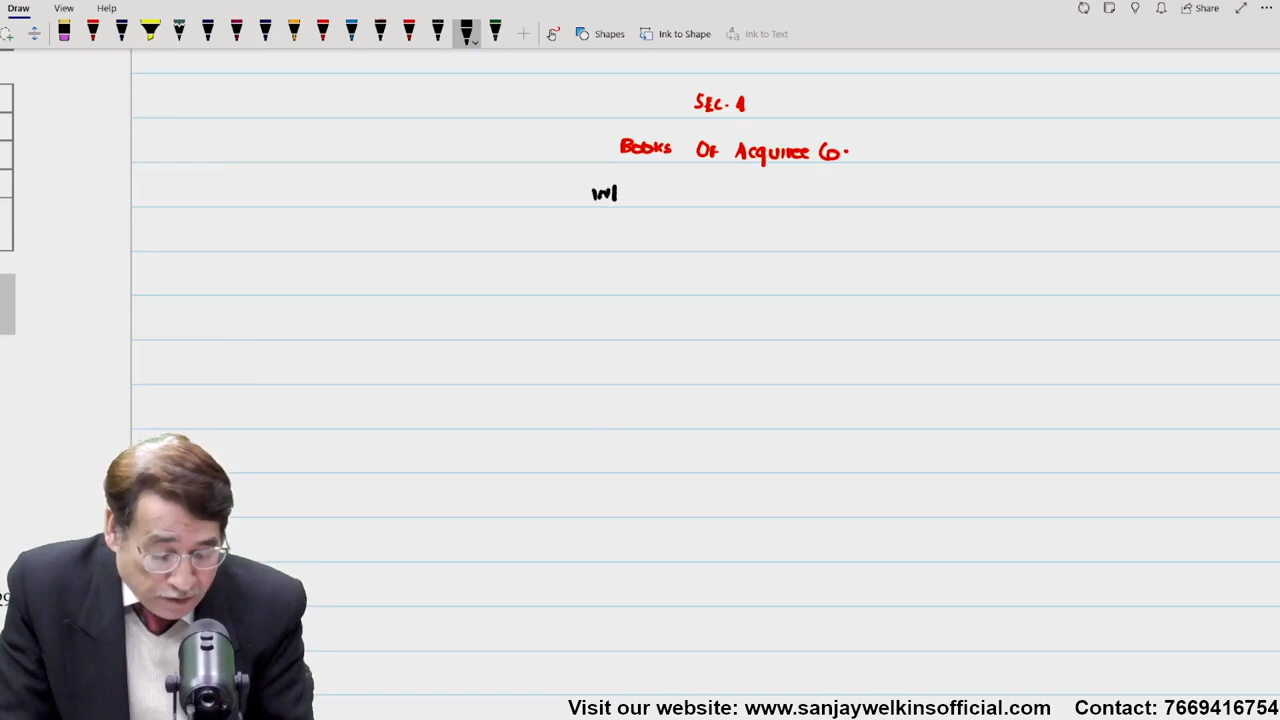 Draw View Help Share
Shapes Ink to Shape Ink to Text
SEC. 1
Books Of Acquiree Co.
Visit our website: www.sanjaywelkinsofficial.com Contact: 7669416754